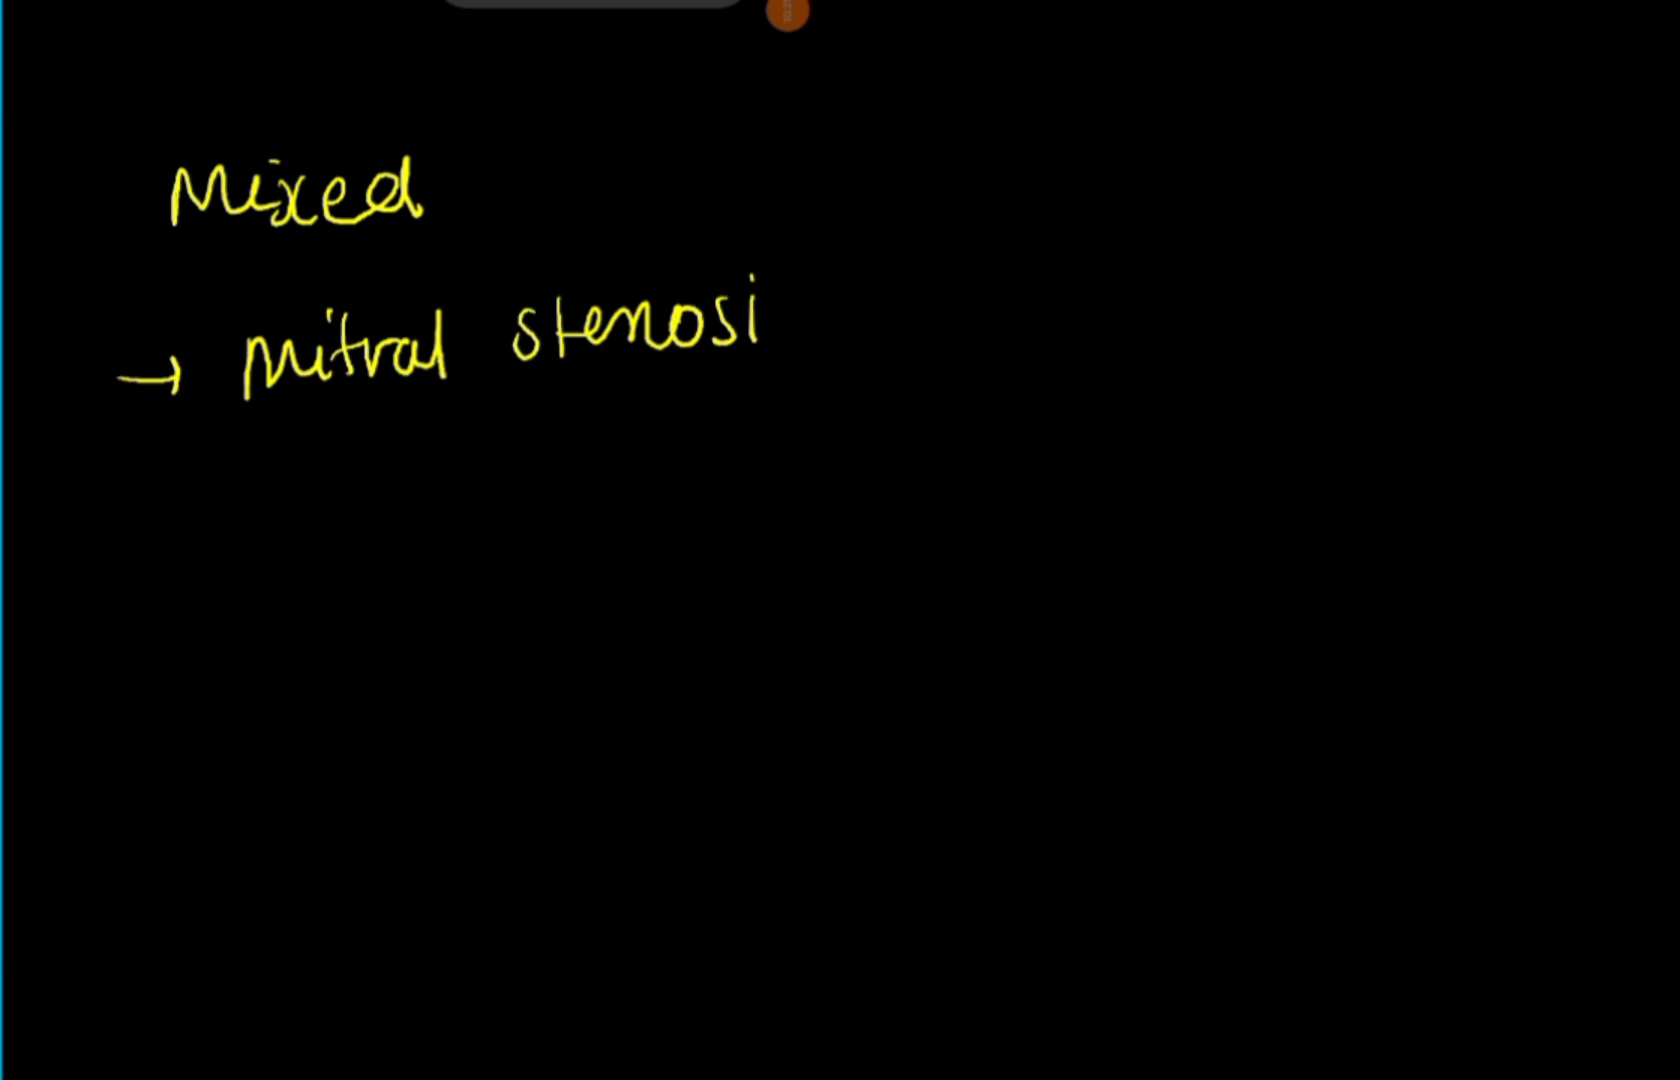 Mixed
→ Mitral stenosi